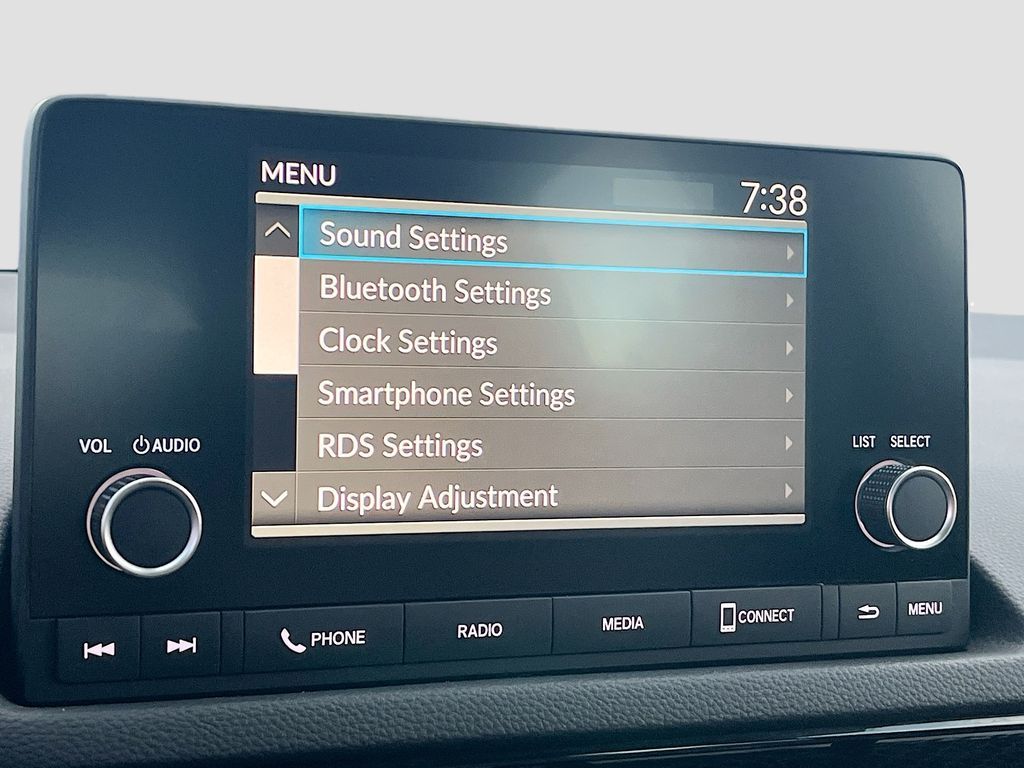 MENU
7:38
Sound Settings
Bluetooth Settings
Clock Settings
Smartphone Settings
RDS Settings
Display Adjustment
VOL AUDIO
LIST SELECT
PHONE
RADIO
MEDIA
CONNECT
MENU